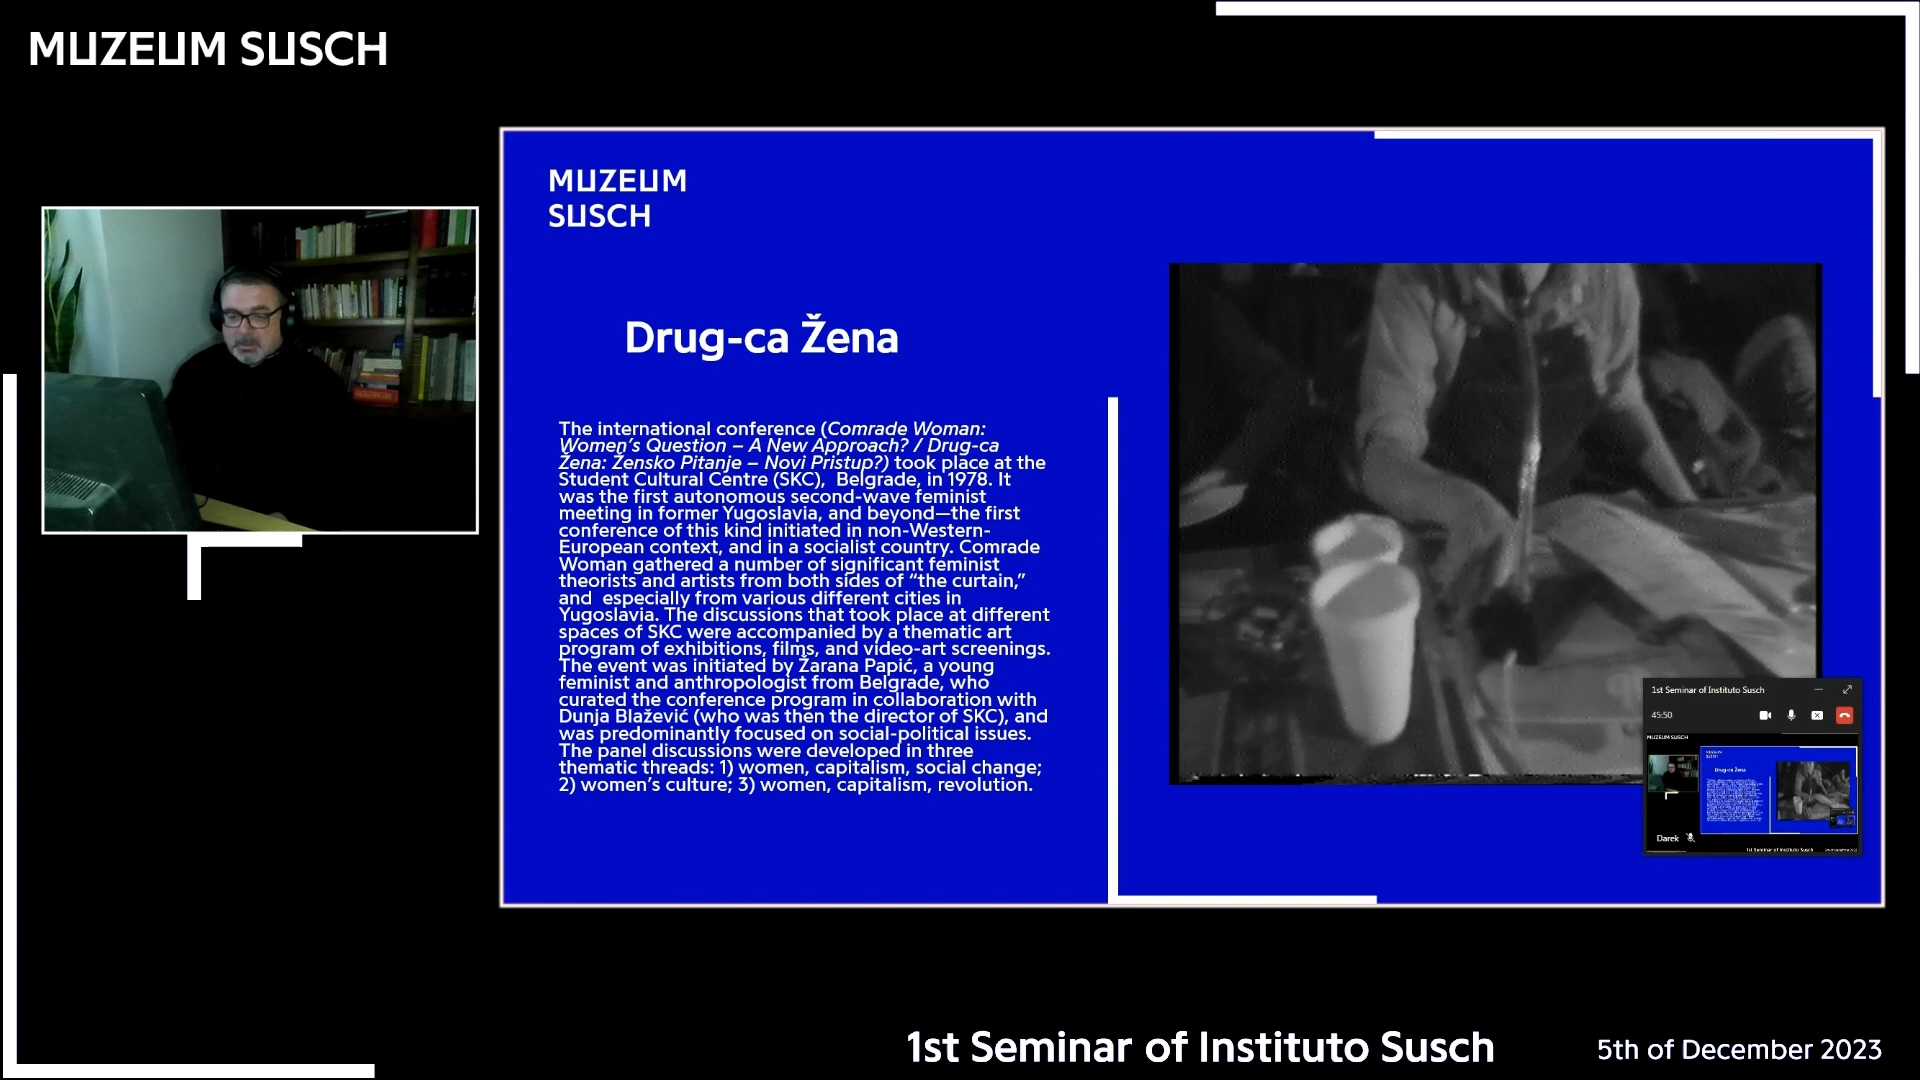 MUZEUM SUSCH
MUZEUM
SUSCH
Drug-ca Žena
The international conference (Comrade Woman:
Women's Question – A New Approach? / Drug-ca
Žena: Žensko Pitanje – Novi Pristup?) took place at the
Student Cultural Centre (SKC),  Belgrade, in 1978. It
was the first autonomous second-wave feminist
meeting in former Yugoslavia, and beyond—the first
conference of this kind initiated in non-Western-
European context, and in a socialist country. Comrade
Woman gathered a number of significant feminist
theorists and artists from both sides of “the curtain,”
and  especially from various different cities in
Yugoslavia. The discussions that took place at different
spaces of SKC were accompanied by a thematic art
program of exhibitions, films, and video-art screenings.
The event was initiated by Žarana Papić, a young
feminist and anthropologist from Belgrade, who
curated the conference program in collaboration with
Dunja Blažević (who was then the director of SKC), and
was predominantly focused on social-political issues.
The panel discussions were developed in three
thematic threads: 1) women, capitalism, social change;
2) women's culture; 3) women, capitalism, revolution.
1st Seminar of Instituto Susch
45:50
MUZEUM SUSCH
Drug-ca Žena
Darek
1st Seminar of Instituto Susch
1st Seminar of Instituto Susch
5th of December 2023